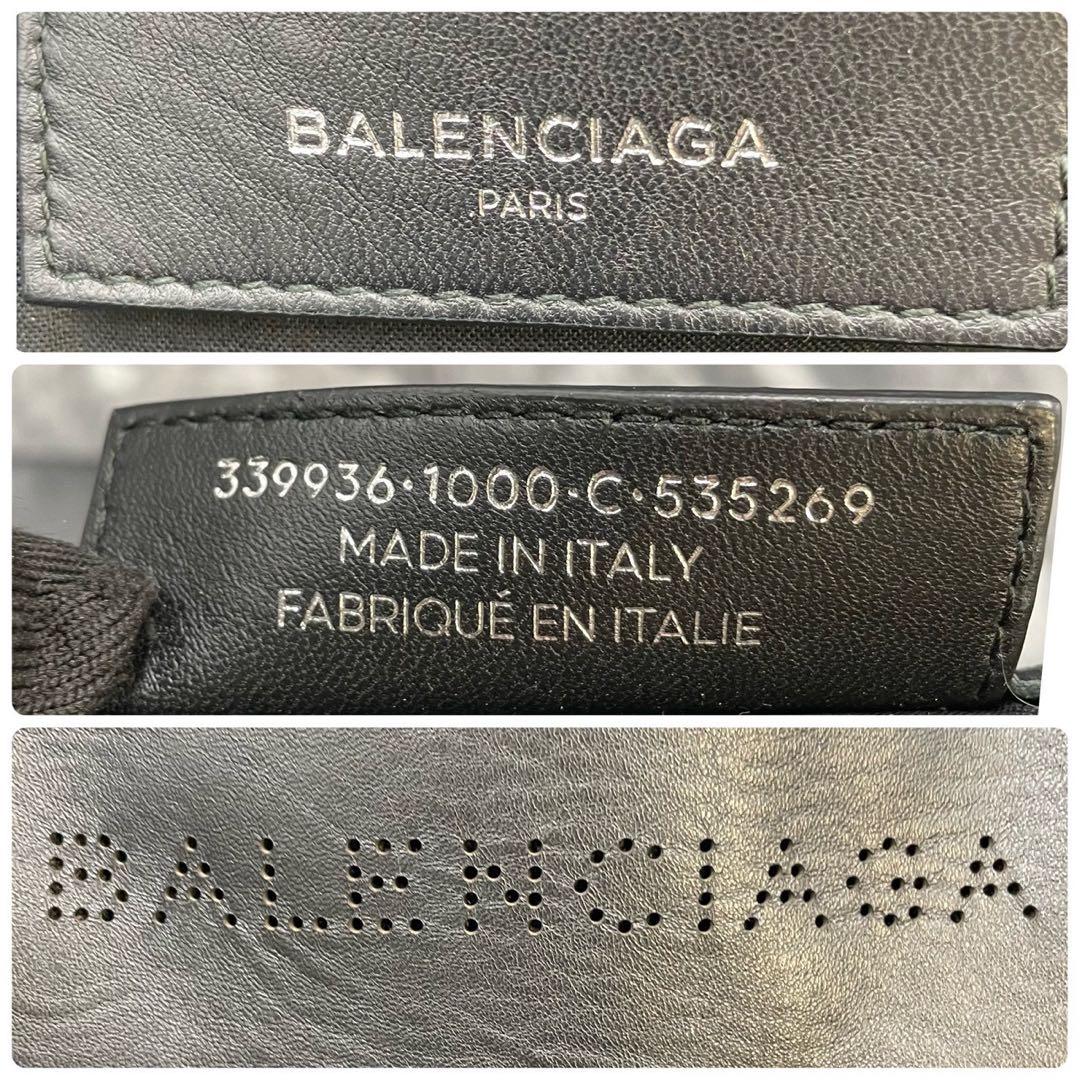 BALENCIAGA
PARIS
339936·1000·C·535269
MADE IN ITALY
FABRIQUÉ EN ITALIE
BALENCIAGA